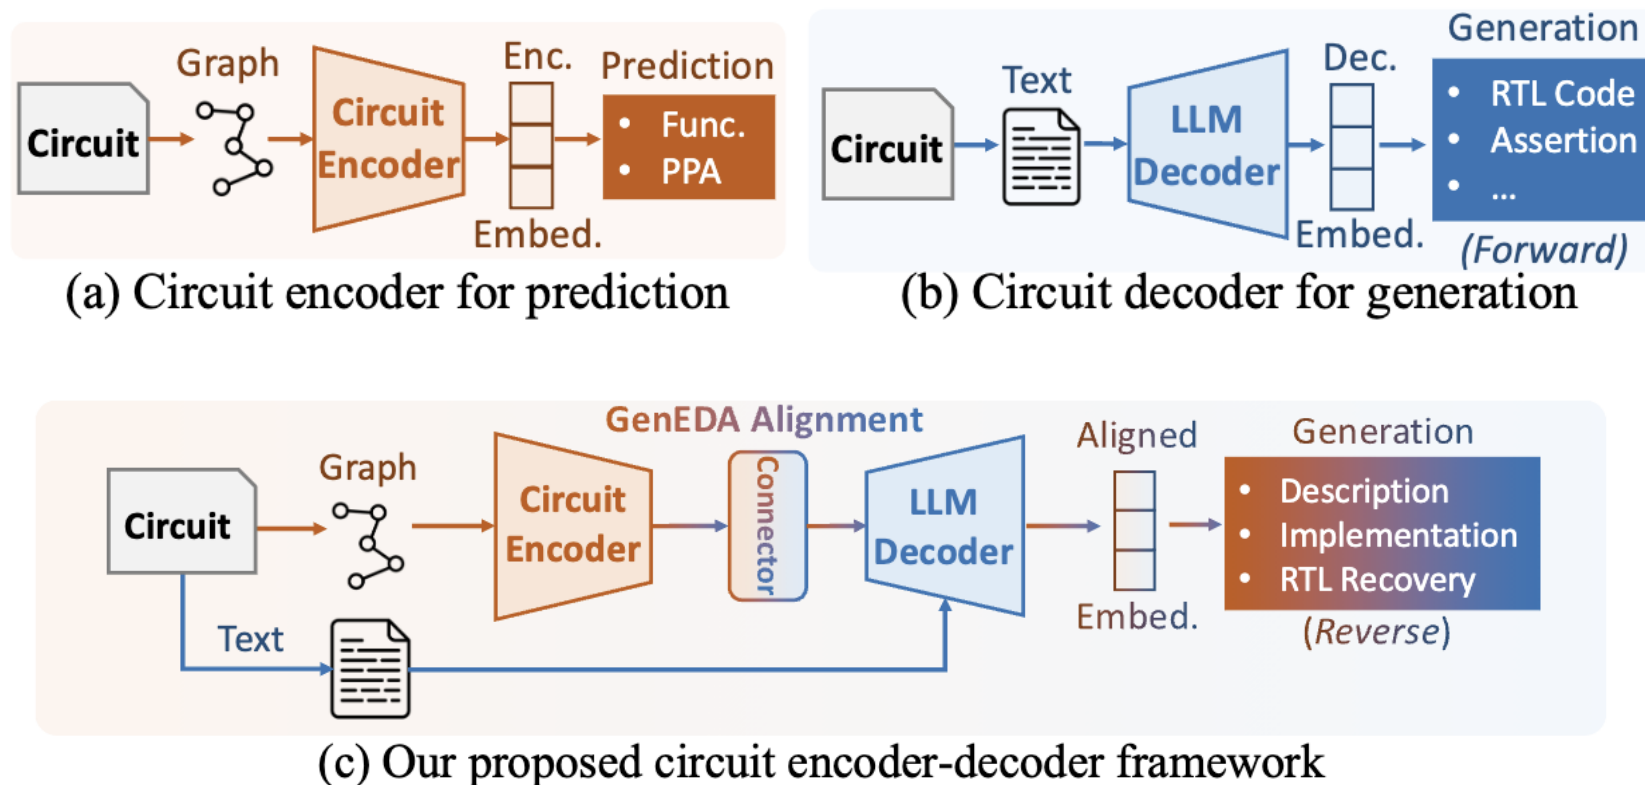 Circuit
Graph
Circuit
Encoder
Enc.
Embed.
Prediction
• Func.
• PPA
(a) Circuit encoder for prediction
Circuit
Text
LLM
Decoder
Dec.
Embed.
Generation
• RTL Code
• Assertion
• ...
(Forward)
(b) Circuit decoder for generation
GenEDA Alignment
Circuit
Graph
Text
Circuit
Encoder
Connector
LLM
Decoder
Aligned
Embed.
Generation
• Description
• Implementation
• RTL Recovery
(Reverse)
(c) Our proposed circuit encoder-decoder framework